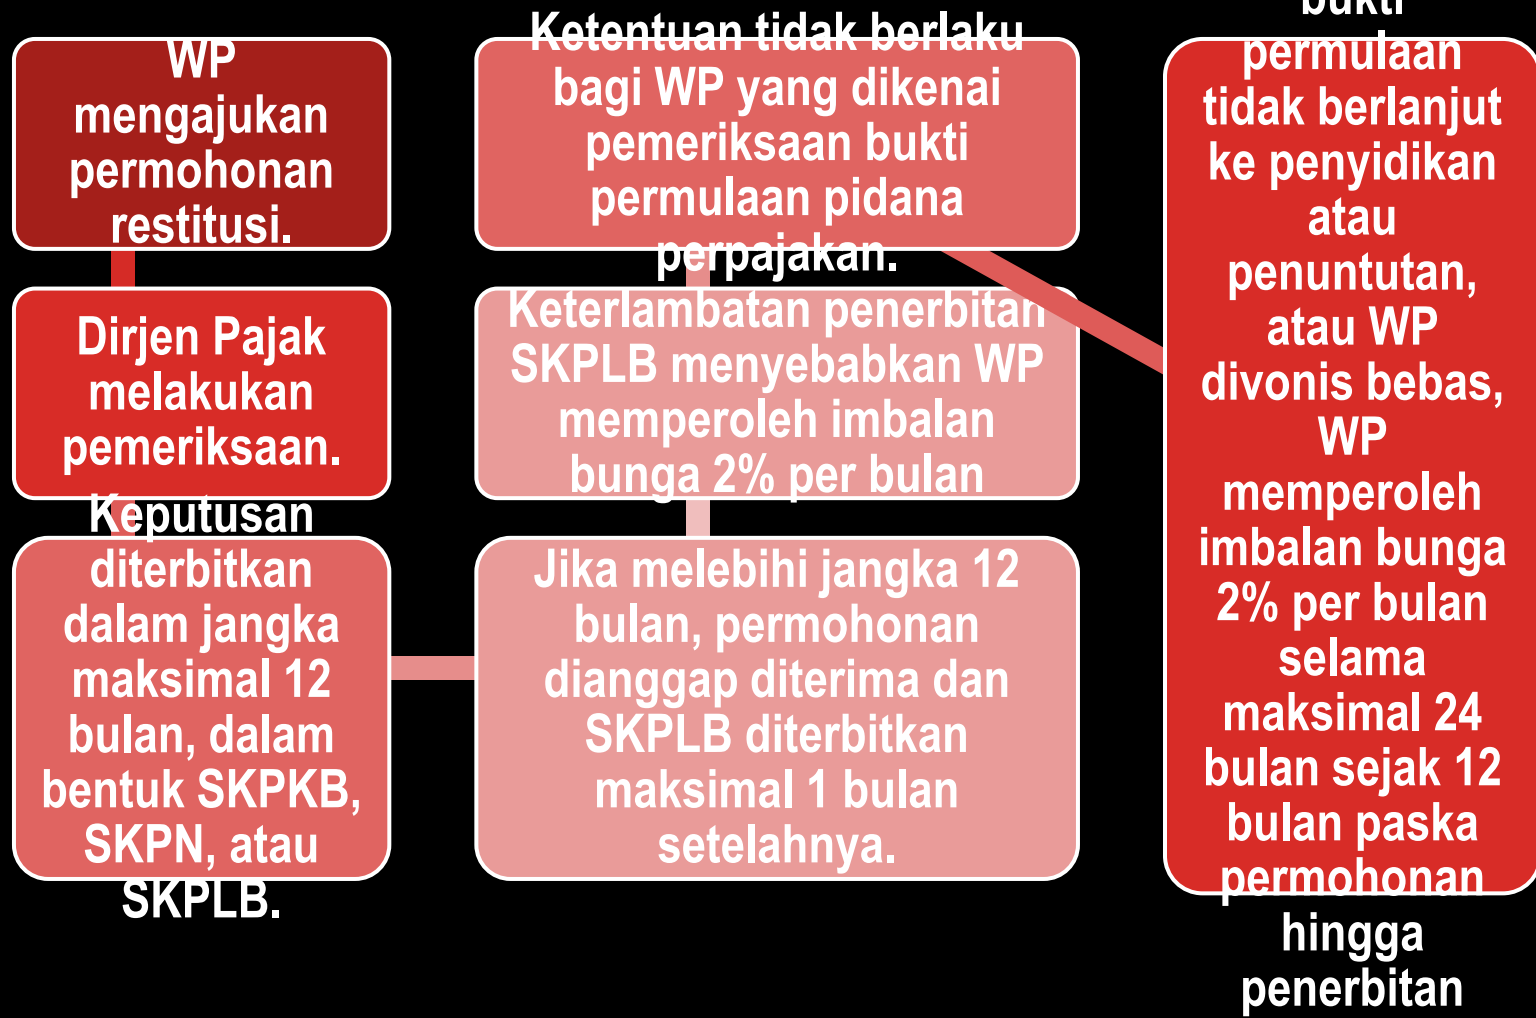 WP
mengajukan
permohonan
restitusi.
Dirjen Pajak
melakukan
pemeriksaan.
Keputusan
diterbitkan
dalam jangka
maksimal 12
bulan, dalam
bentuk SKPKB,
SKPN, atau
SKPLB.
Jika melebihi jangka 12
bulan, permohonan
dianggap diterima dan
SKPLB diterbitkan
maksimal 1 bulan
setelahnya.
Keterlambatan penerbitan
SKPLB menyebabkan WP
memperoleh imbalan
bunga 2% per bulan
Ketentuan tidak berlaku
bagi WP yang dikenai
pemeriksaan bukti
permulaan pidana
perpajakan.
bukti
permulaan
tidak berlanjut
ke penyidikan
atau
penuntutan,
atau WP
divonis bebas,
WP
memperoleh
imbalan bunga
2% per bulan
selama
maksimal 24
bulan sejak 12
bulan paska
permohonan
hingga
penerbitan